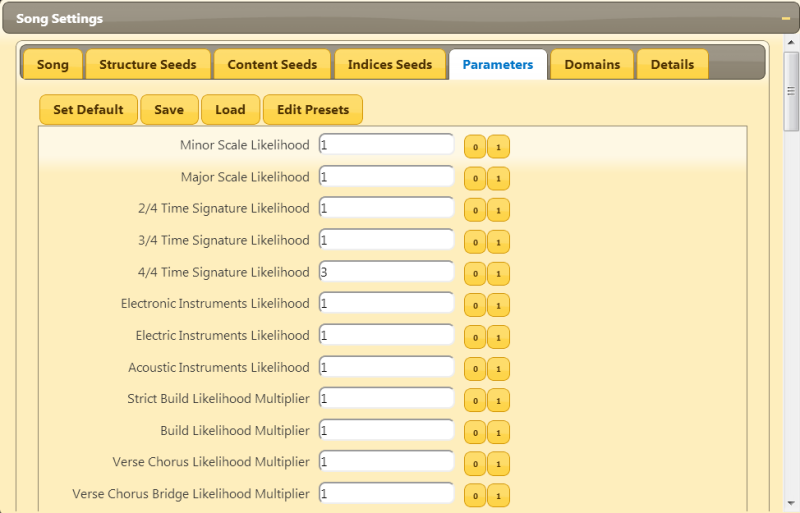 Song Settings
Song Structure Seeds Content Seeds Indices Seeds Parameters Domains Details
Set Default Save Load Edit Presets
Minor Scale Likelihood 1 0 1
Major Scale Likelihood 1 0 1
2/4 Time Signature Likelihood 1 0 1
3/4 Time Signature Likelihood 1 0 1
4/4 Time Signature Likelihood 3 0 1
Electronic Instruments Likelihood 1 0 1
Electric Instruments Likelihood 1 0 1
Acoustic Instruments Likelihood 1 0 1
Strict Build Likelihood Multiplier 1 0 1
Build Likelihood Multiplier 1 0 1
Verse Chorus Likelihood Multiplier 1 0 1
Verse Chorus Bridge Likelihood Multiplier 1 0 1